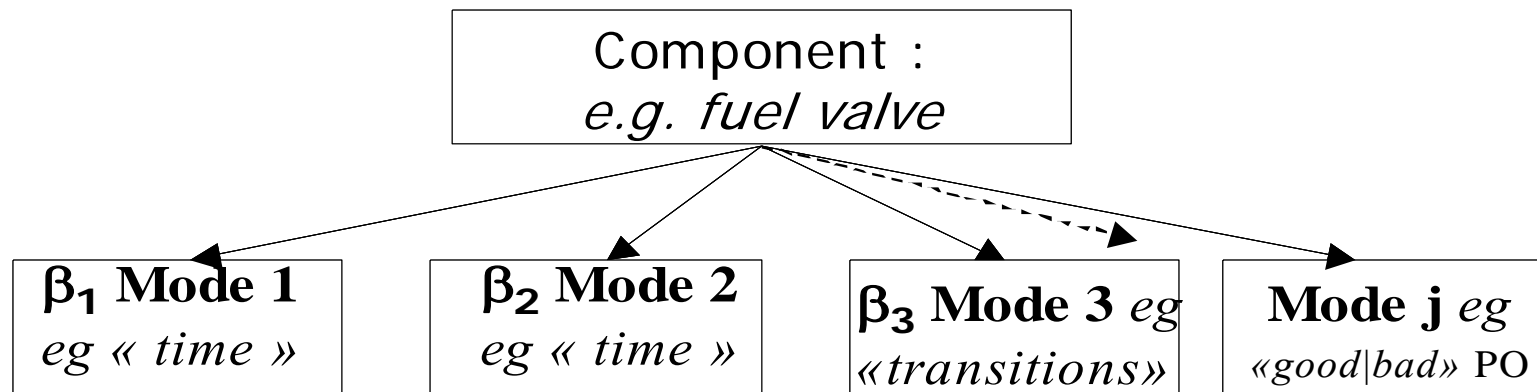 Component :
e.g. fuel valve
β₁ Mode 1
eg « time »
β₂ Mode 2
eg « time »
β₃ Mode 3 eg
«transitions»
Mode j eg
«good|bad» PO